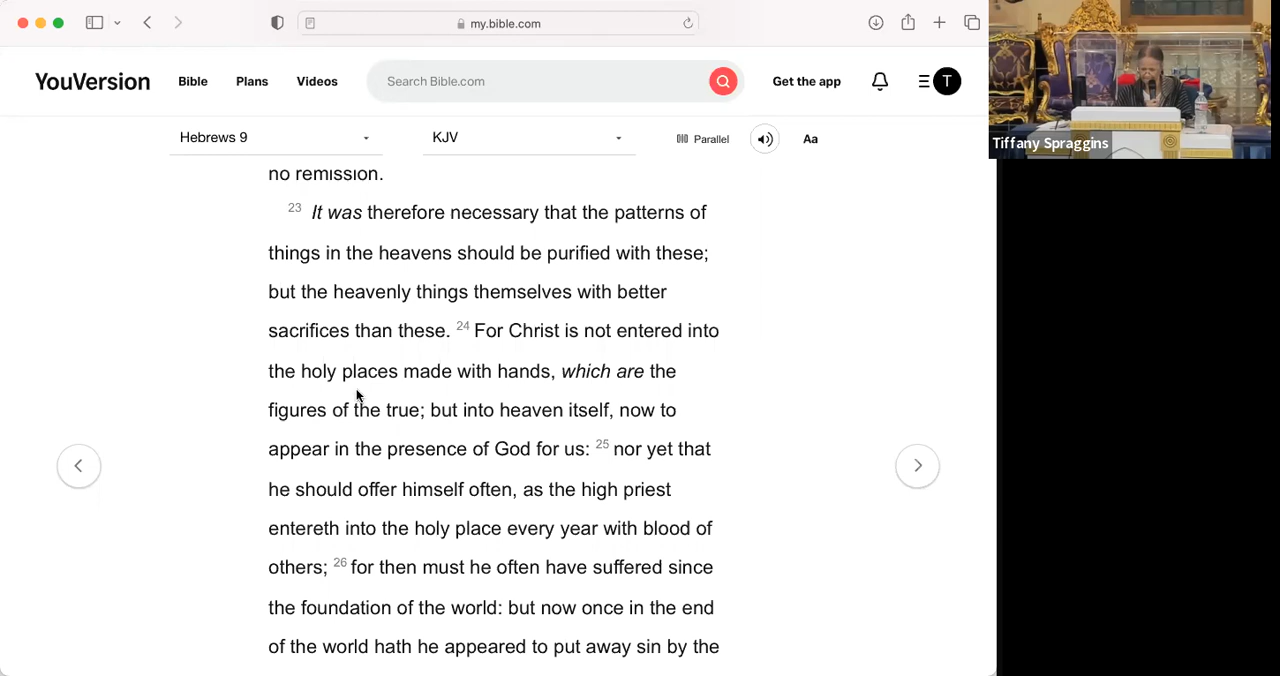 my.bible.com
YouVersion Bible Plans Videos Search Bible.com Get the app T
Tiffany Spraggins
Hebrews 9 KJV Parallel Aa
no remission.
23 It was therefore necessary that the patterns of
things in the heavens should be purified with these;
but the heavenly things themselves with better
sacrifices than these. 24 For Christ is not entered into
the holy places made with hands, which are the
figures of the true; but into heaven itself, now to
appear in the presence of God for us: 25 nor yet that
he should offer himself often, as the high priest
entereth into the holy place every year with blood of
others; 26 for then must he often have suffered since
the foundation of the world: but now once in the end
of the world hath he appeared to put away sin by the